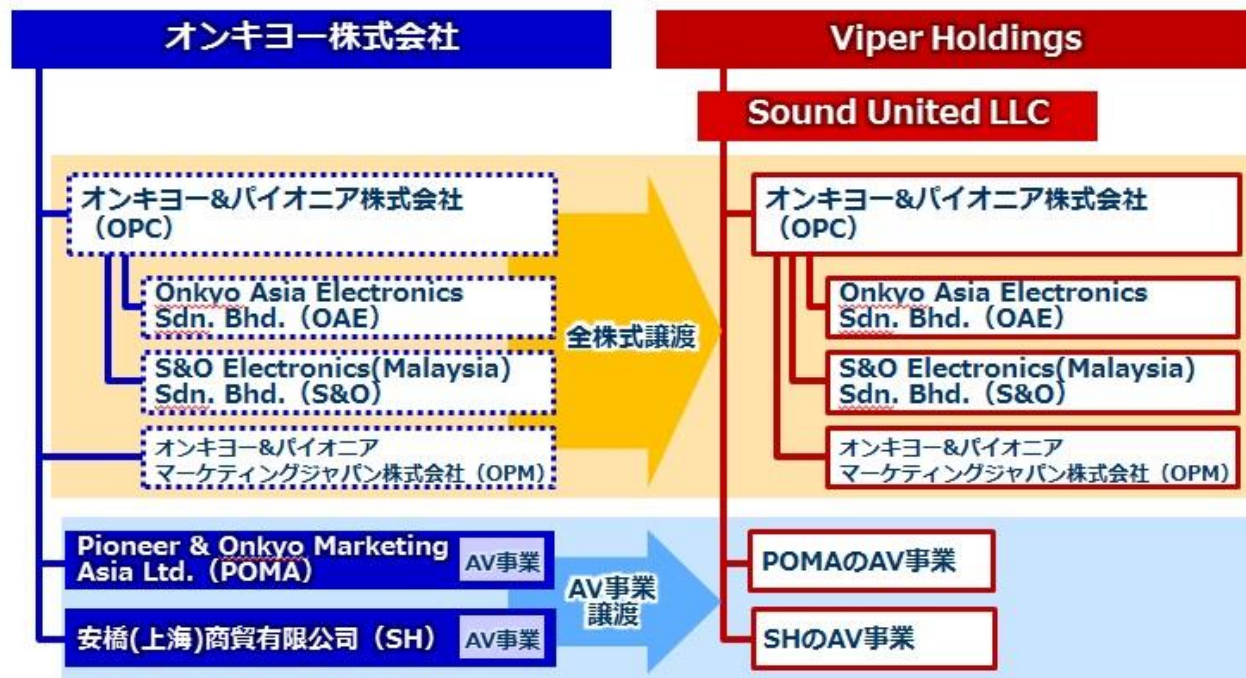 オンキヨー株式会社
Viper Holdings
Sound United LLC
オンキヨー&パイオニア株式会社
（OPC）
Onkyo Asia Electronics
Sdn. Bhd.（OAE）
S&O Electronics(Malaysia)
Sdn. Bhd.（S&O）
オンキヨー&パイオニア
マーケティングジャパン株式会社（OPM）
全株式譲渡
オンキヨー&パイオニア株式会社
（OPC）
Onkyo Asia Electronics
Sdn. Bhd.（OAE）
S&O Electronics(Malaysia)
Sdn. Bhd.（S&O）
オンキヨー&パイオニア
マーケティングジャパン株式会社（OPM）
Pioneer & Onkyo Marketing
Asia Ltd.（POMA）
AV事業
安橋(上海)商貿有限公司（SH）
AV事業
AV事業
譲渡
POMAのAV事業
SHのAV事業